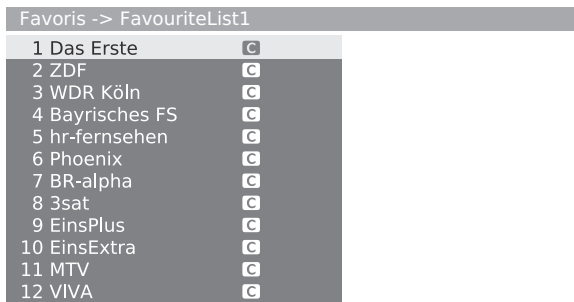 Favoris -> FavouriteList1
1 Das Erste C
2 ZDF C
3 WDR Köln C
4 Bayrisches FS C
5 hr-fernsehen C
6 Phoenix C
7 BR-alpha C
8 3sat C
9 EinsPlus C
10 EinsExtra C
11 MTV C
12 VIVA C